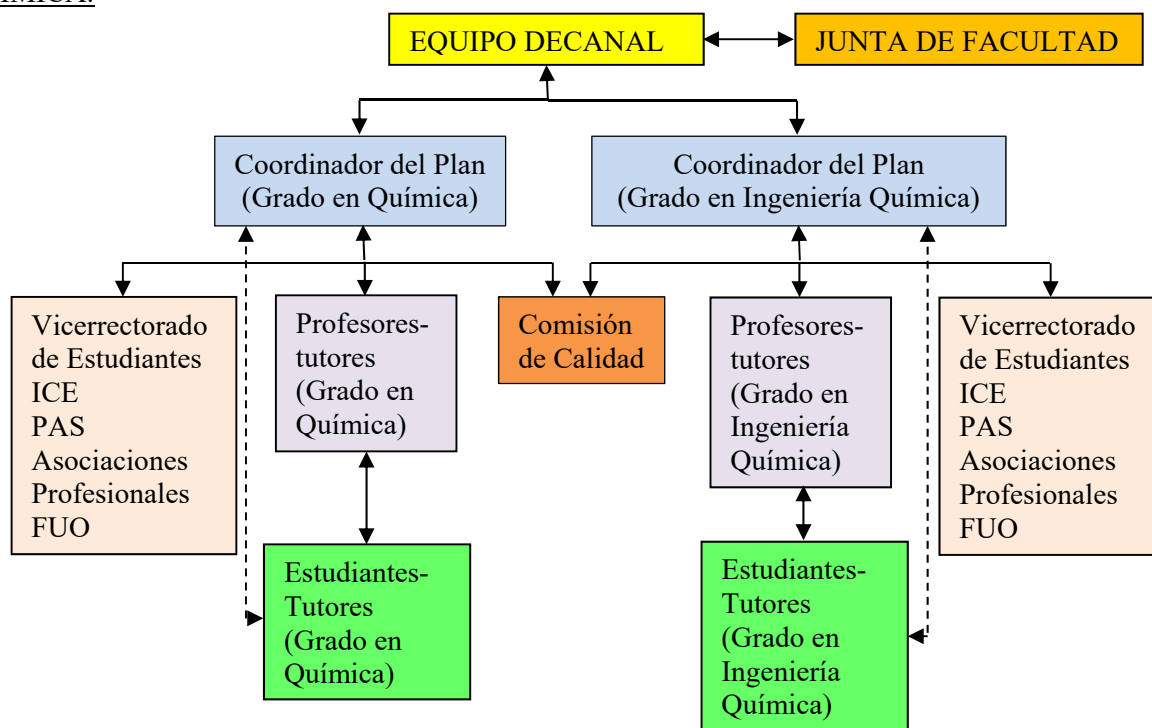 EQUIPO DECANAL
JUNTA DE FACULTAD
Coordinador del Plan
(Grado en Química)
Coordinador del Plan
(Grado en Ingeniería Química)
Vicerrectorado
de Estudiantes
ICE
PAS
Asociaciones
Profesionales
FUO
Profesores-
tutores
(Grado en
Química)
Comisión
de Calidad
Profesores-
tutores
(Grado en
Ingeniería
Química)
Vicerrectorado
de Estudiantes
ICE
PAS
Asociaciones
Profesionales
FUO
Estudiantes-
Tutores
(Grado en
Química)
Estudiantes-
Tutores
(Grado en
Ingeniería
Química)